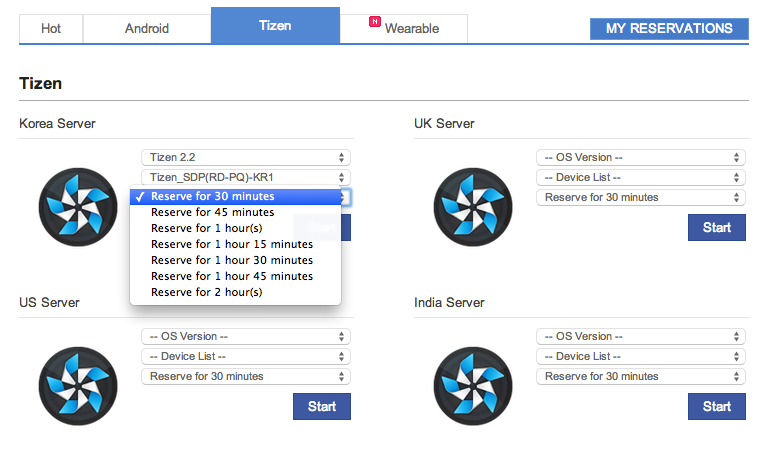 Hot
Android
Tizen
N
Wearable
MY RESERVATIONS
Tizen
Korea Server
Tizen 2.2
Tizen_SDP(RD-PQ)-KR1
✓ Reserve for 30 minutes
Reserve for 45 minutes
Reserve for 1 hour(s)
Reserve for 1 hour 15 minutes
Reserve for 1 hour 30 minutes
Reserve for 1 hour 45 minutes
Reserve for 2 hour(s)
UK Server
-- OS Version --
-- Device List --
Reserve for 30 minutes
Start
US Server
-- OS Version --
-- Device List --
Reserve for 30 minutes
Start
India Server
-- OS Version --
-- Device List --
Reserve for 30 minutes
Start